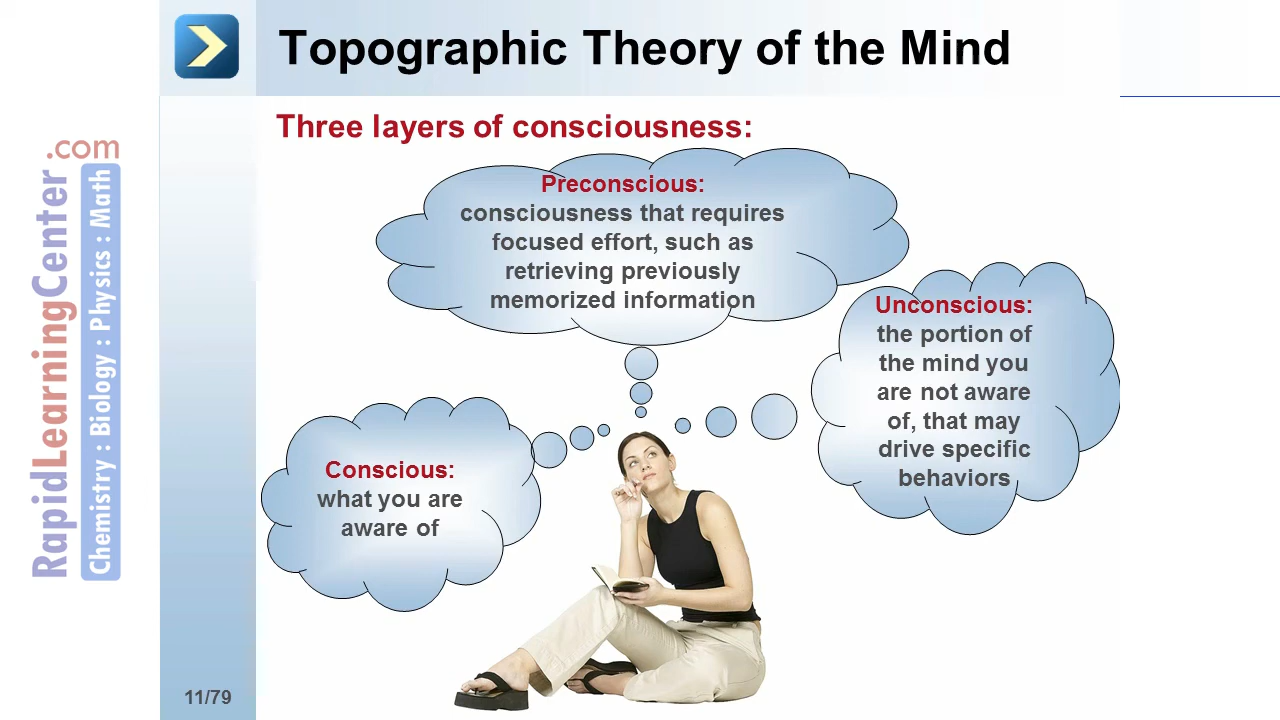 Topographic Theory of the Mind
Three layers of consciousness:
Preconscious:
consciousness that requires
focused effort, such as
retrieving previously
memorized information
Unconscious:
the portion of
the mind you
are not aware
of, that may
drive specific
behaviors
Conscious:
what you are
aware of
RapidLearningCenter.com
Chemistry : Biology : Physics : Math
11/79